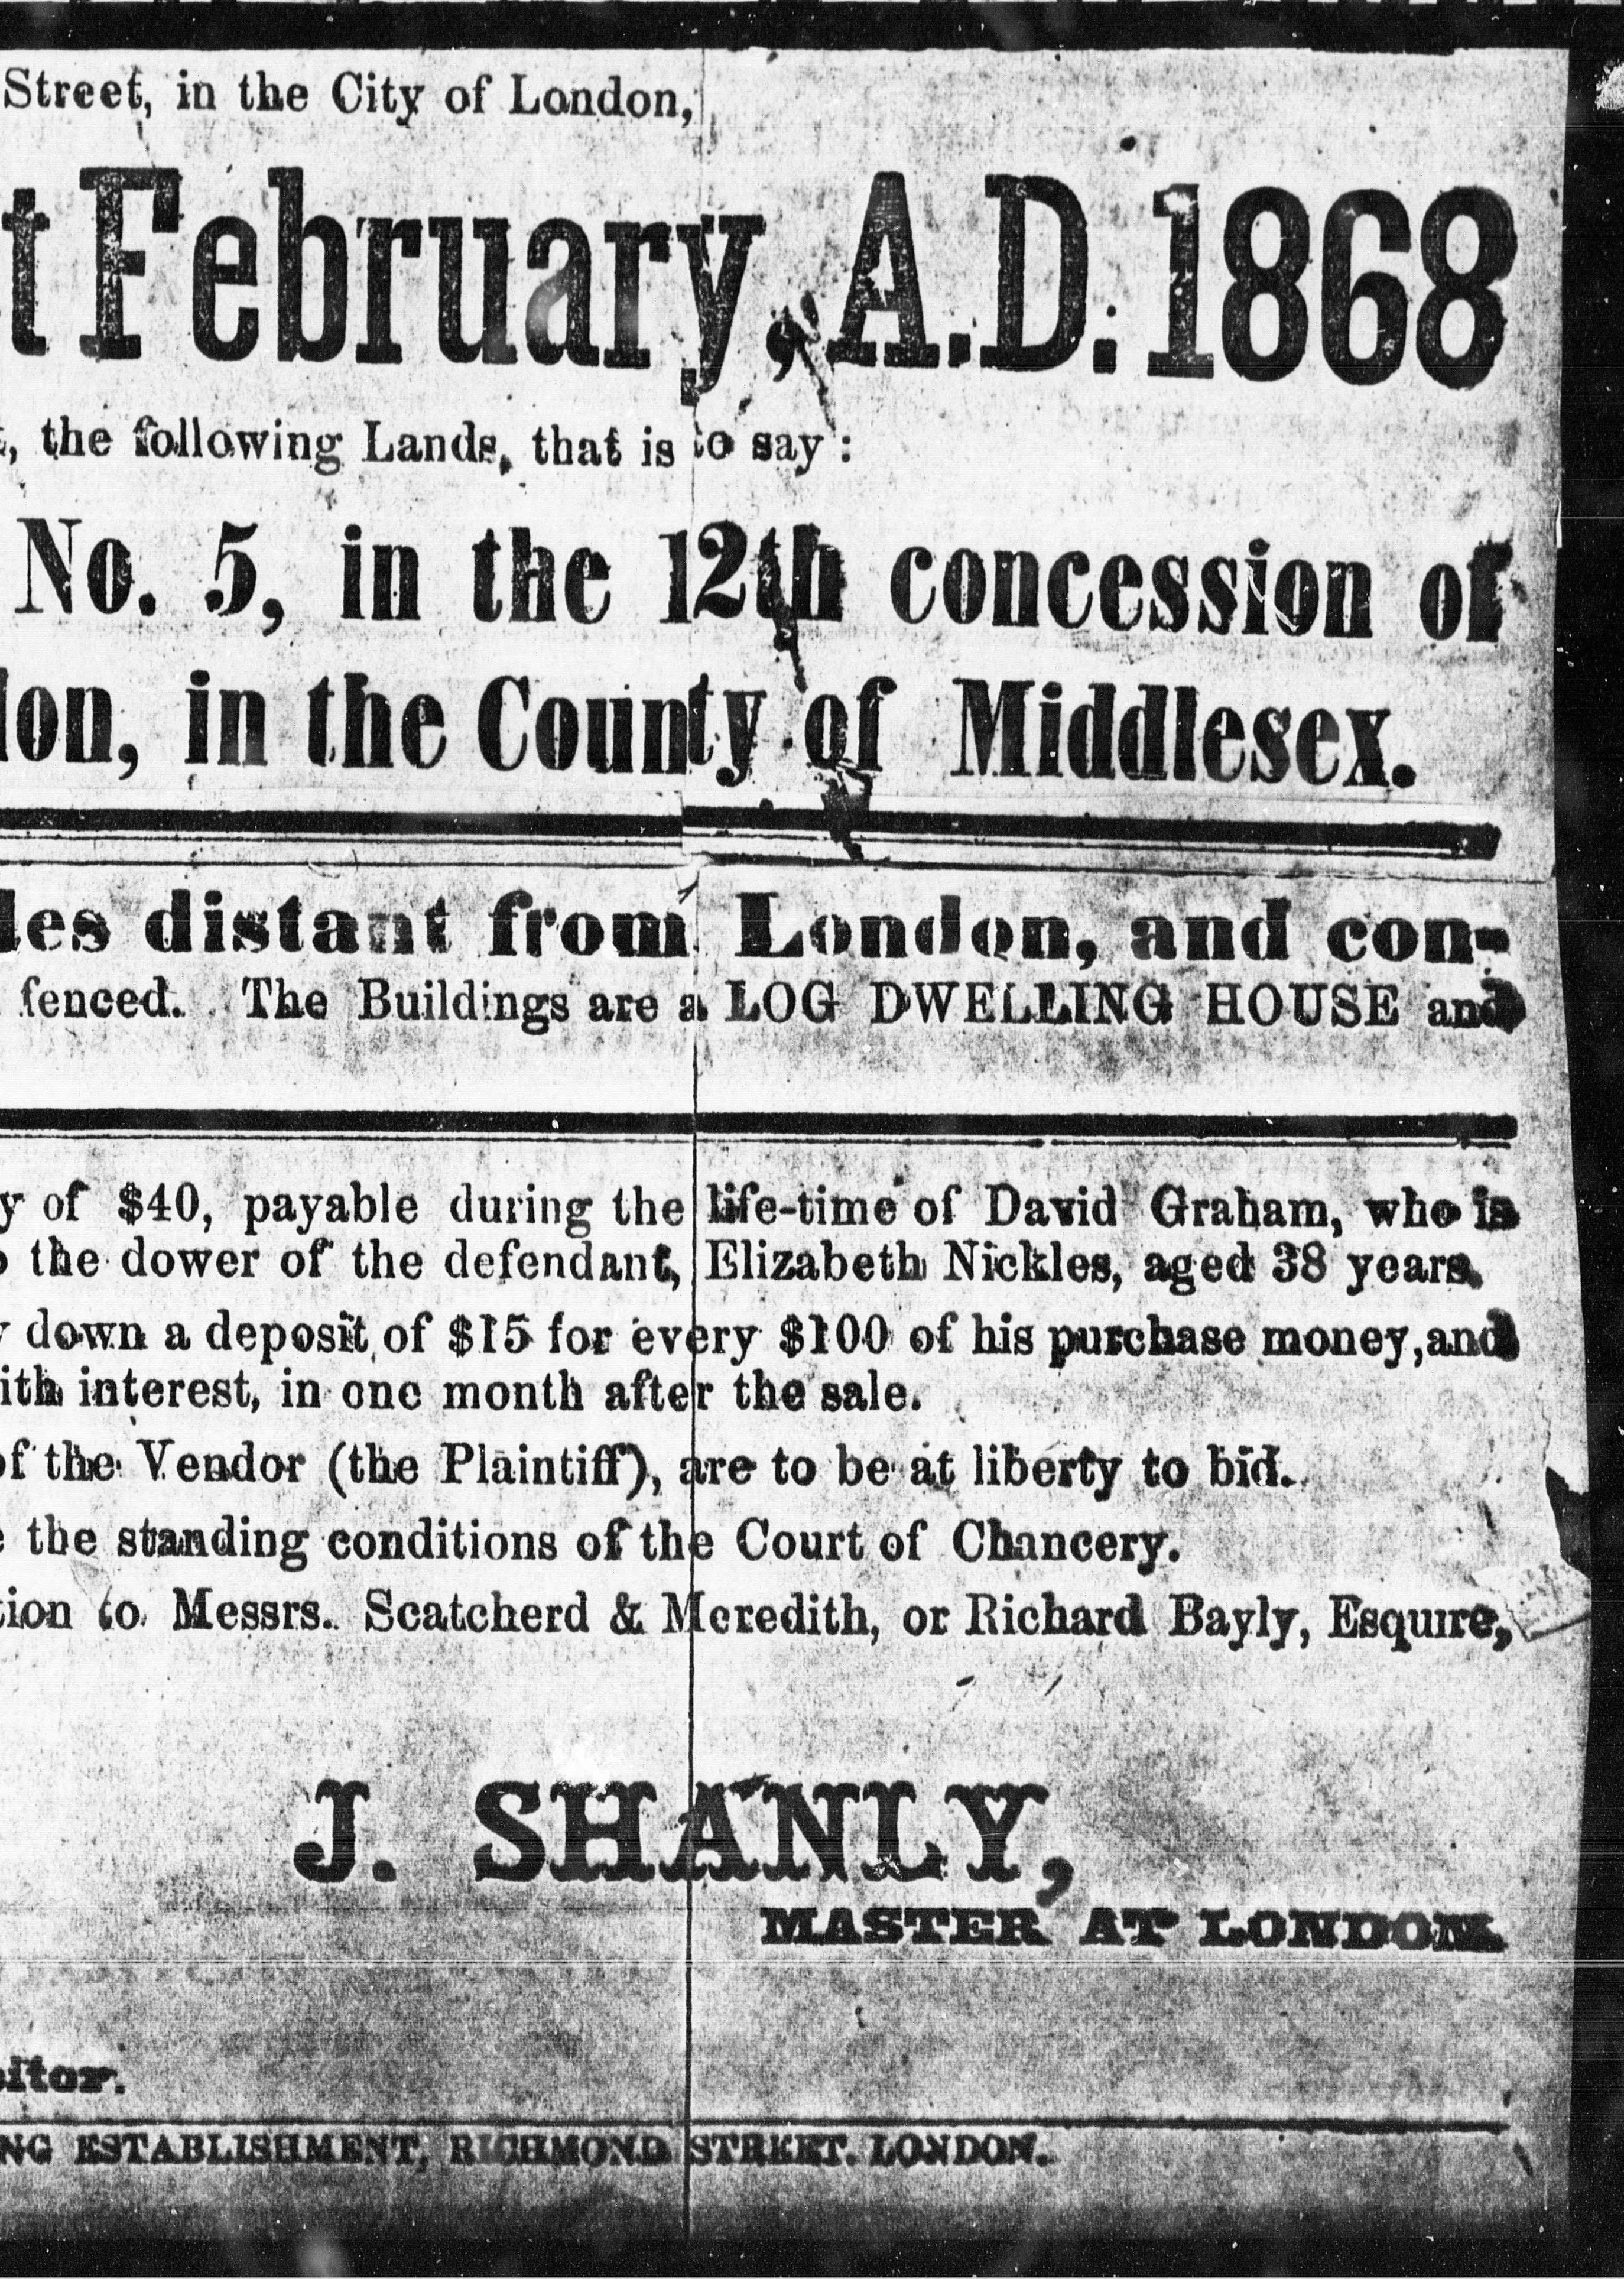 Street, in the City of London,
t February, A.D. 1868
, the following Lands, that is to say :
No. 5, in the 12th concession of
don, in the County of Middlesex.
les distant from London, and con-
fenced. The Buildings are a LOG DWELLING HOUSE and
y of $40, payable during the life-time of David Graham, who is
the dower of the defendant, Elizabeth Nickles, aged 38 years.
down a deposit of $15 for every $100 of his purchase money, and
ith interest, in one month after the sale.
of the Vendor (the Plaintiff), are to be at liberty to bid.
the standing conditions of the Court of Chancery.
tion to Messrs. Scatcherd & Meredith, or Richard Bayly, Esquire,
J. SHANLY,
MASTER AT LONDON.
citor.
NG ESTABLISHMENT, RICHMOND STREET. LONDON.